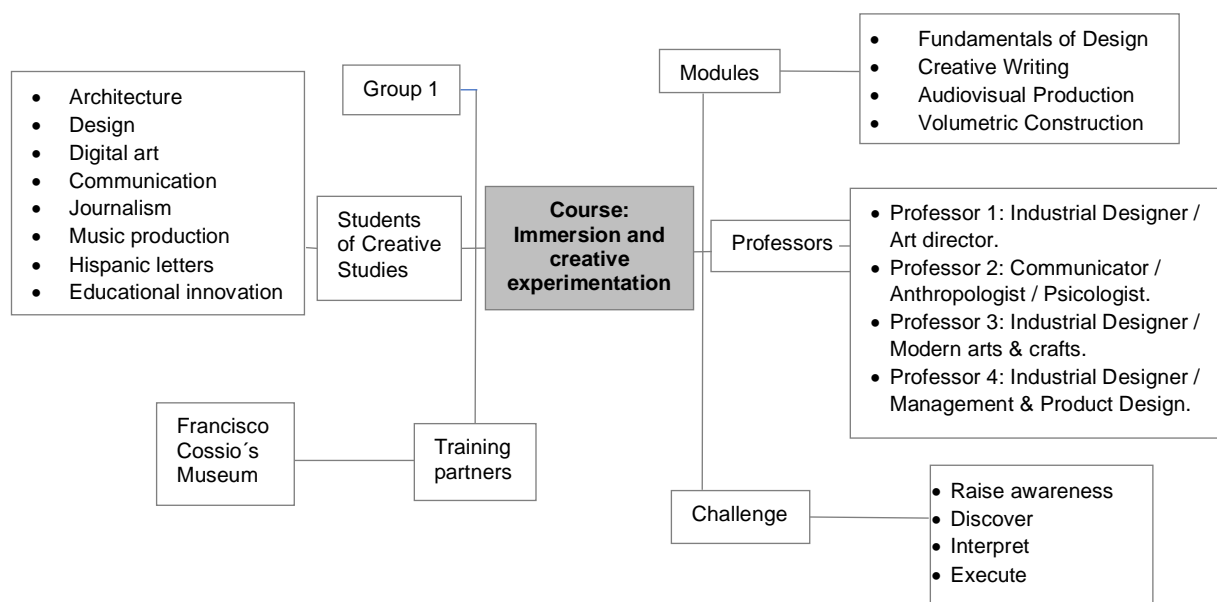 Group 1
• Architecture
• Design
• Digital art
• Communication
• Journalism
• Music production
• Hispanic letters
• Educational innovation
Students
of Creative
Studies
Francisco
Cossio´s
Museum
Training
partners
Course:
Immersion and
creative
experimentation
Modules
• Fundamentals of Design
• Creative Writing
• Audiovisual Production
• Volumetric Construction
Professors
• Professor 1: Industrial Designer /
Art director.
• Professor 2: Communicator /
Anthropologist / Psicologist.
• Professor 3: Industrial Designer /
Modern arts & crafts.
• Professor 4: Industrial Designer /
Management & Product Design.
Challenge
• Raise awareness
• Discover
• Interpret
• Execute